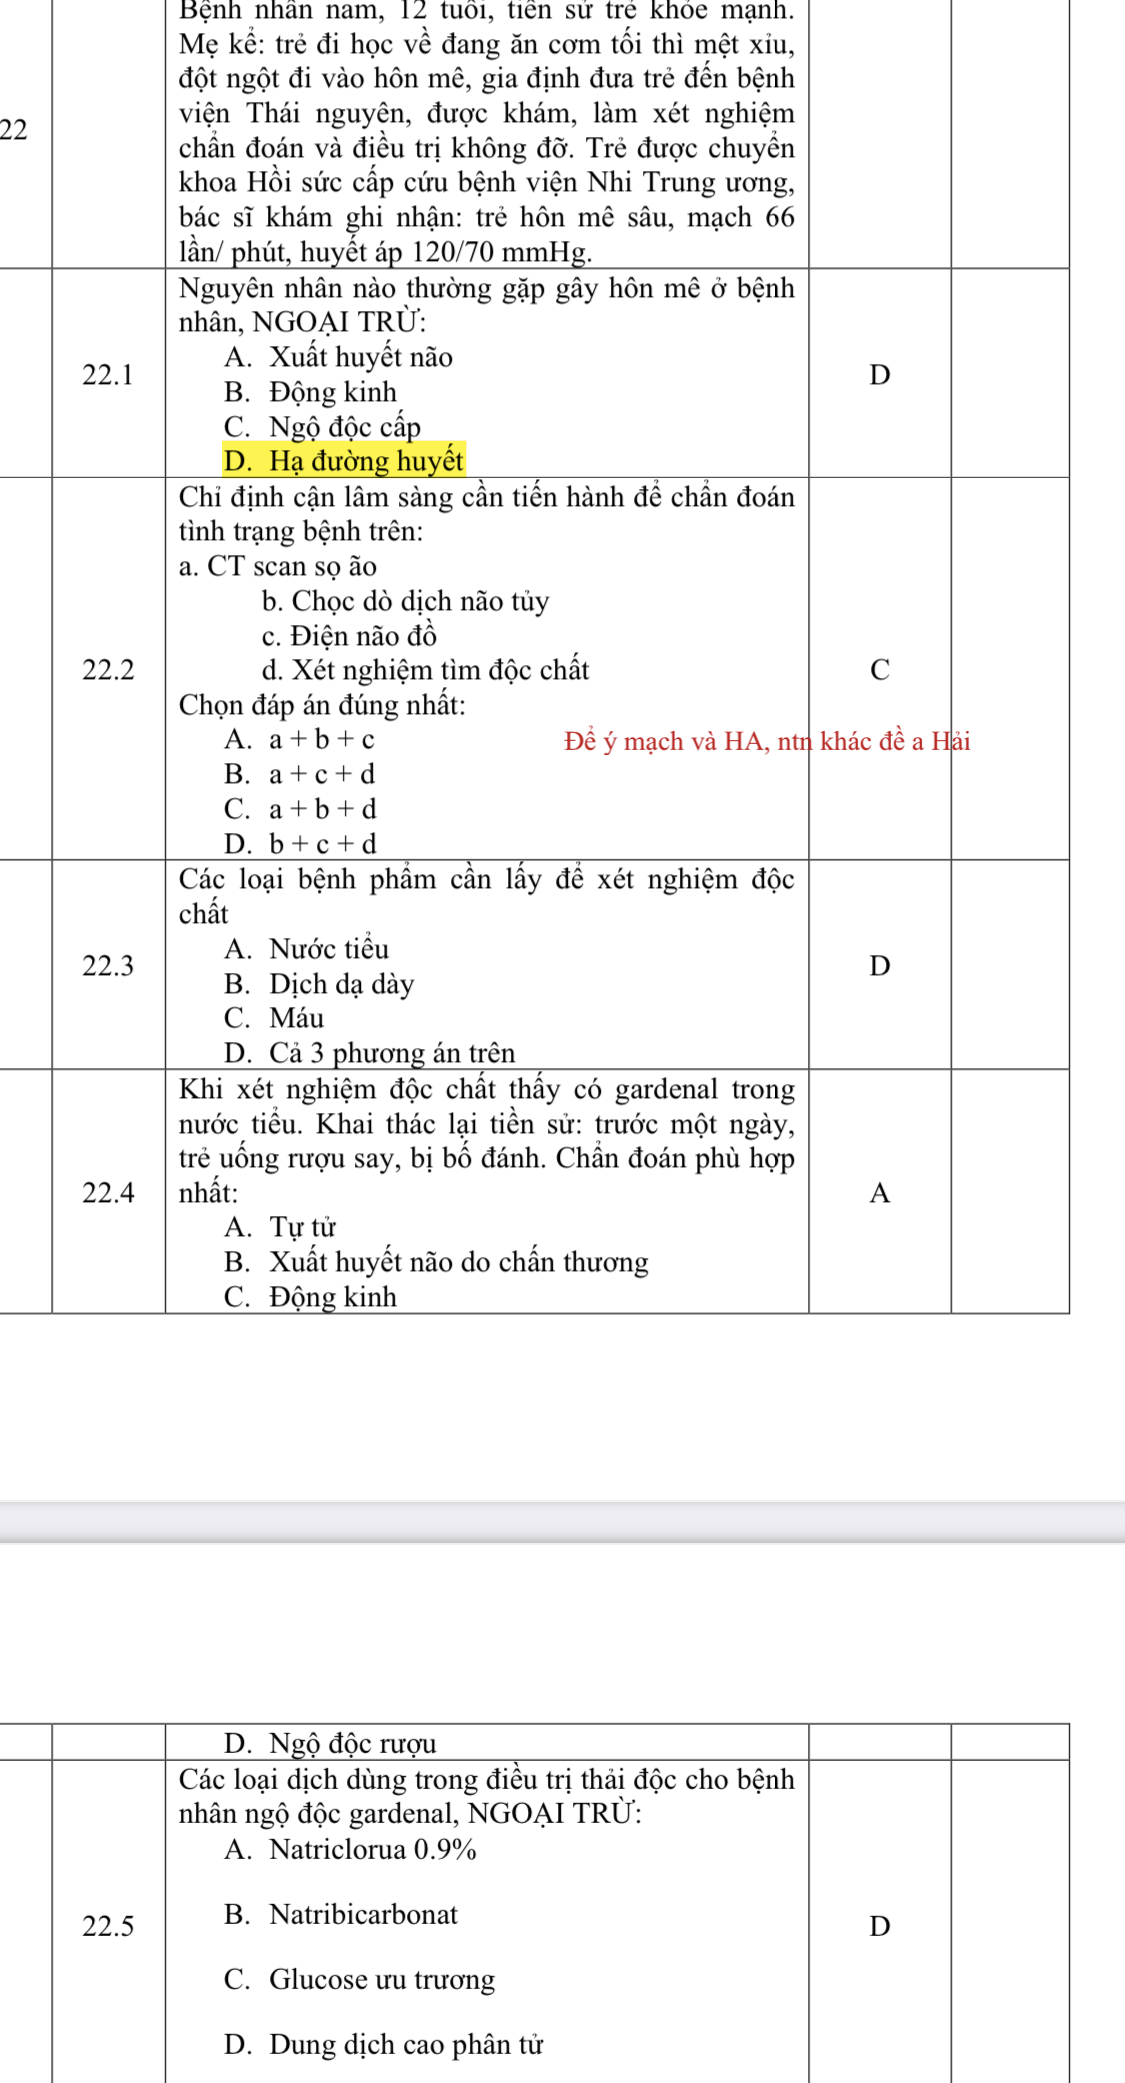 Bệnh nhân nam, 12 tuổi, tiền sử trẻ khỏe mạnh.
Mẹ kể: trẻ đi học về đang ăn cơm tối thì mệt xỉu,
đột ngột đi vào hôn mê, gia định đưa trẻ đến bệnh
viện Thái nguyên, được khám, làm xét nghiệm
22
chẩn đoán và điều trị không đỡ. Trẻ được chuyển
khoa Hồi sức cấp cứu bệnh viện Nhi Trung ương,
bác sĩ khám ghi nhận: trẻ hôn mê sâu, mạch 66
lần/ phút, huyết áp 120/70 mmHg.
Nguyên nhân nào thường gặp gây hôn mê ở bệnh
nhân, NGOẠI TRỪ:
A. Xuất huyết não
22.1 D
B. Động kinh
C. Ngộ độc cấp
D. Hạ đường huyết
Chỉ định cận lâm sàng cần tiến hành để chẩn đoán
tình trạng bệnh trên:
a. CT scan sọ ão
b. Chọc dò dịch não tủy
c. Điện não đồ
22.2 d. Xét nghiệm tìm độc chất C
Chọn đáp án đúng nhất:
A. a + b + c Để ý mạch và HA, ntn khác đề a Hải
B. a + c + d
C. a + b + d
D. b + c + d
Các loại bệnh phẩm cần lấy để xét nghiệm độc
chất
A. Nước tiểu
22.3 D
B. Dịch dạ dày
C. Máu
D. Cả 3 phương án trên
Khi xét nghiệm độc chất thấy có gardenal trong
nước tiểu. Khai thác lại tiền sử: trước một ngày,
trẻ uống rượu say, bị bố đánh. Chẩn đoán phù hợp
22.4 nhất: A
A. Tự tử
B. Xuất huyết não do chấn thương
C. Động kinh
D. Ngộ độc rượu
Các loại dịch dùng trong điều trị thải độc cho bệnh
nhân ngộ độc gardenal, NGOẠI TRỪ:
A. Natriclorua 0.9%
B. Natribicarbonat
22.5 D
C. Glucose ưu trương
D. Dung dịch cao phân tử